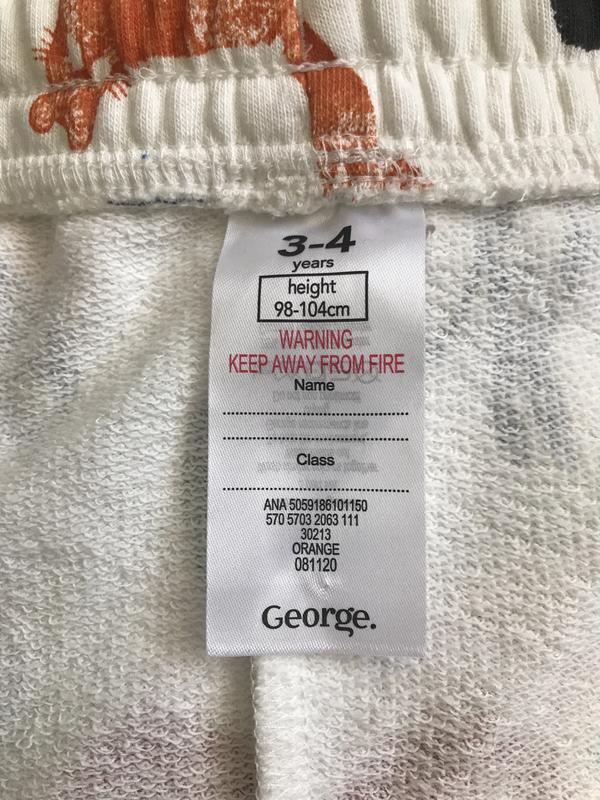 3-4
years
height
98-104cm
WARNING
KEEP AWAY FROM FIRE
Name
Class
ANA 5059186101150
570 5703 2063 111
30213
ORANGE
081120
George.